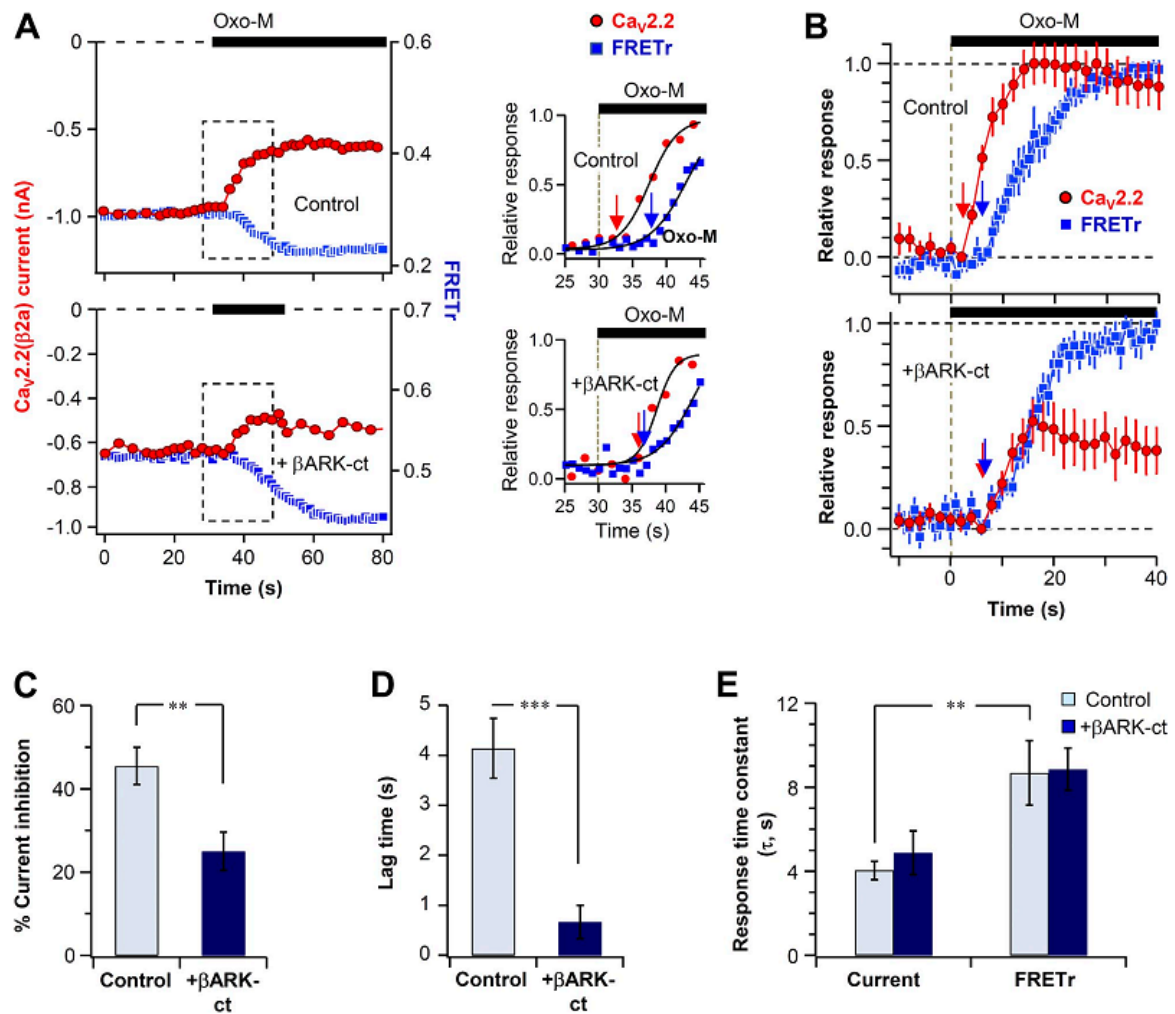 A
Oxo-M
0
-0.5
-1.0
0.6
0.4
0.2
Control
0
-0.2
-0.4
-0.6
-0.8
-1.0
0.7
0.6
0.5
+ βARK-ct
0 20 40 60 80
Time (s)
CaV2.2(β2a) current (nA)
FRETr
CaV2.2
FRETr
Oxo-M
1.0
0.5
0.0
Control
Oxo-M
25 30 35 40 45
Relative response
Oxo-M
1.0
0.5
0.0
+βARK-ct
25 30 35 40 45
Relative response
Time (s)
B
Oxo-M
1.0
0.5
0.0
Control
CaV2.2
FRETr
Relative response
1.0
0.5
0.0
+βARK-ct
Relative response
0 20 40
Time (s)
C
60
40
20
0
**
% Current inhibition
Control +βARK-
ct
D
5
4
3
2
1
0
***
Lag time (s)
Control +βARK-
ct
E
12
8
4
0
**
Control
+βARK-ct
Response time constant
(τ, s)
Current FRETr